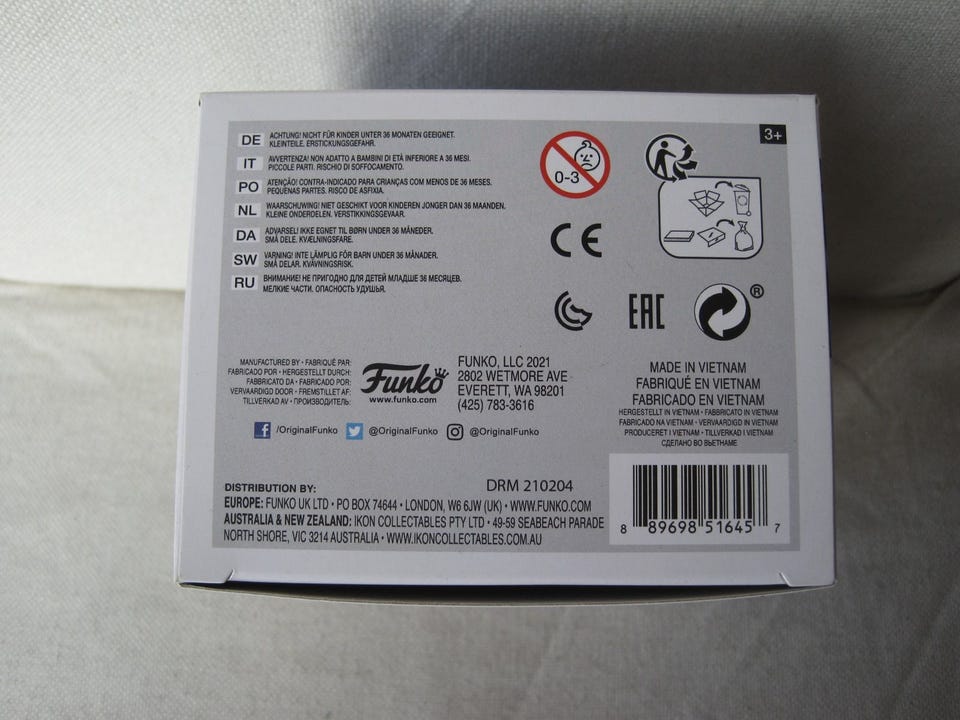 3+
DE ACHTUNG! NICHT FÜR KINDER UNTER 36 MONATEN GEEIGNET.
KLEINTEILE. ERSTICKUNGSGEFAHR.
IT AVVERTENZA! NON ADATTO A BAMBINI DI ETÀ INFERIORE A 36 MESI.
PICCOLE PARTI. RISCHIO DI SOFFOCAMENTO.
PO ATENÇÃO! CONTRA-INDICADO PARA CRIANÇAS COM MENOS DE 36 MESES.
PEQUENAS PARTES. RISCO DE ASFIXIA.
NL WAARSCHUWING! NIET GESCHIKT VOOR KINDEREN JONGER DAN 36 MAANDEN.
KLEINE ONDERDELEN. VERSTIKKINGSGEVAAR.
DA ADVARSEL! IKKE EGNET TIL BØRN UNDER 36 MÅNEDER.
SMÅ DELE. KVÆLNINGSFARE.
SW VARNING! INTE LÄMPLIG FÖR BARN UNDER 36 MÅNADER.
SMÅ DELAR. KVÄVNINGSRISK.
RU ВНИМАНИЕ! НЕ ПРИГОДНО ДЛЯ ДЕТЕЙ МЛАДШЕ 36 МЕСЯЦЕВ.
МЕЛКИЕ ЧАСТИ. ОПАСНОСТЬ УДУШЬЯ.
0-3
CE
EAC
®
MANUFACTURED BY • FABRIQUÉ PAR:
FABRICADO POR • HERGESTELLT DURCH:
FABBRICATO DA • FABRICADO POR:
VERVAARDIGD DOOR • FREMSTILLET AF:
TILLVERKAD AV • ПРОИЗВОДИТЕЛЬ:
Funko
www.funko.com
FUNKO, LLC 2021
2802 WETMORE AVE
EVERETT, WA 98201
(425) 783-3616
/OriginalFunko @OriginalFunko @OriginalFunko
MADE IN VIETNAM
FABRIQUÉ EN VIETNAM
FABRICADO EN VIETNAM
HERGESTELLT IN VIETNAM • FABBRICATO IN VIETNAM
FABRICADO NA VIETNAM • VERVAARDIGD IN VIETNAM
PRODUCERET I VIETNAM • TILLVERKAD I VIETNAM
СДЕЛАНО ВО ВЬЕТНАМЕ
DRM 210204
DISTRIBUTION BY:
EUROPE: FUNKO UK LTD • PO BOX 74644 • LONDON, W6 6JW (UK) • WWW.FUNKO.COM
AUSTRALIA & NEW ZEALAND: IKON COLLECTABLES PTY LTD • 49-59 SEABEACH PARADE
NORTH SHORE, VIC 3214 AUSTRALIA • WWW.IKONCOLLECTABLES.COM.AU
8 89698 51645 7